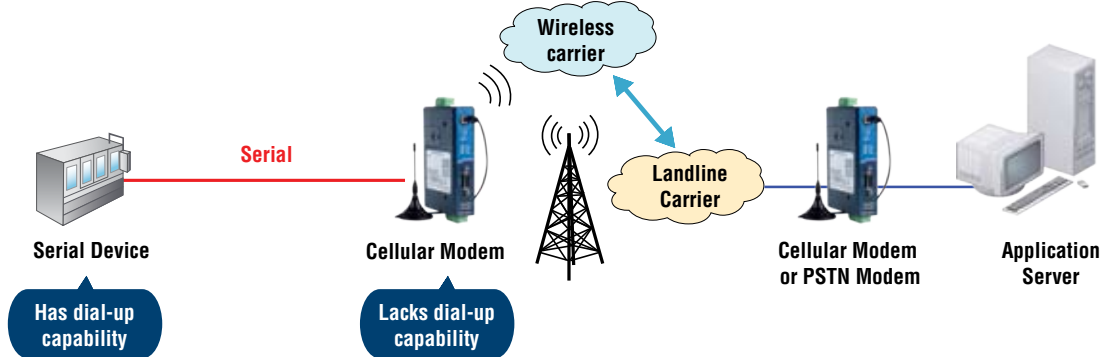 Wireless
carrier
Serial
Landline
Carrier
Serial Device
Cellular Modem
Cellular Modem
or PSTN Modem
Application
Server
Has dial-up
capability
Lacks dial-up
capability